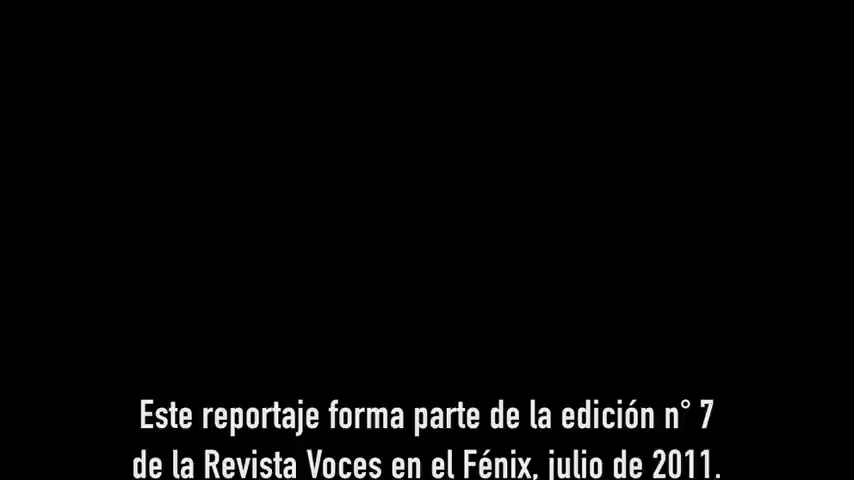 Este reportaje forma parte de la edición n° 7
de la Revista Voces en el Fénix, julio de 2011.